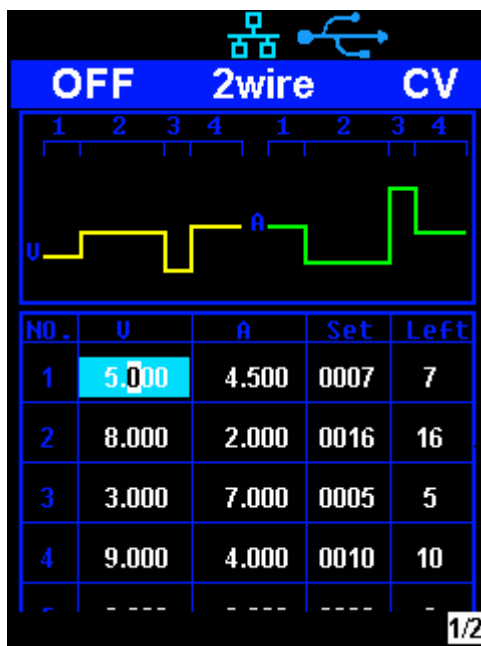 OFF 2wire CV
1 2 3 4 1 2 3 4
V A
NO. V A Set Left
1 5.000 4.500 0007 7
2 8.000 2.000 0016 16
3 3.000 7.000 0005 5
4 9.000 4.000 0010 10
1/2